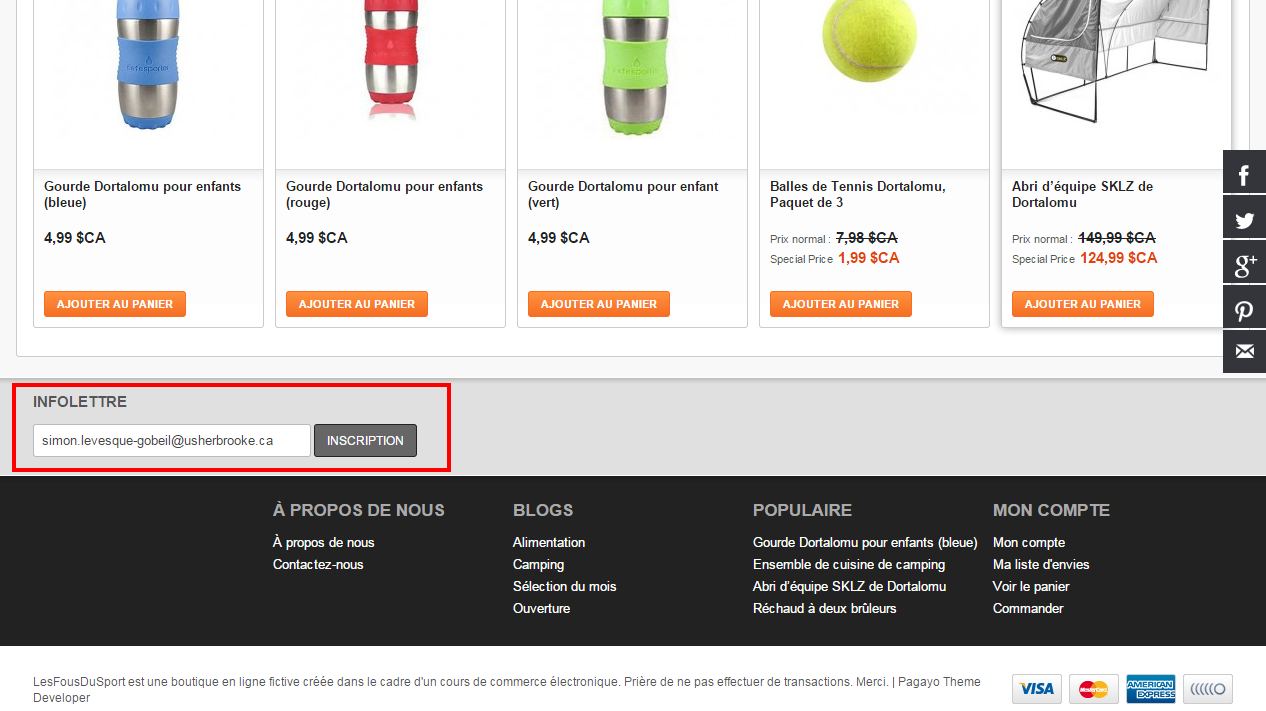 Gourde Dortalomu pour enfants
(bleue)
4,99 $CA
AJOUTER AU PANIER
Gourde Dortalomu pour enfants
(rouge)
4,99 $CA
AJOUTER AU PANIER
Gourde Dortalomu pour enfant
(vert)
4,99 $CA
AJOUTER AU PANIER
Balles de Tennis Dortalomu,
Paquet de 3
Prix normal : 7,98 $CA
Special Price 1,99 $CA
AJOUTER AU PANIER
Abri d'équipe SKLZ de
Dortalomu
Prix normal : 149,99 $CA
Special Price 124,99 $CA
AJOUTER AU PANIER
INFOLETTRE
simon.levesque-gobeil@usherbrooke.ca
INSCRIPTION
À PROPOS DE NOUS
À propos de nous
Contactez-nous
BLOGS
Alimentation
Camping
Sélection du mois
Ouverture
POPULAIRE
Gourde Dortalomu pour enfants (bleue)
Ensemble de cuisine de camping
Abri d'équipe SKLZ de Dortalomu
Réchaud à deux brûleurs
MON COMPTE
Mon compte
Ma liste d'envies
Voir le panier
Commander
LesFousDuSport est une boutique en ligne fictive créée dans le cadre d'un cours de commerce électronique. Prière de ne pas effectuer de transactions. Merci. | Pagayo Theme
Developer
VISA
MasterCard
AMERICAN
EXPRESS